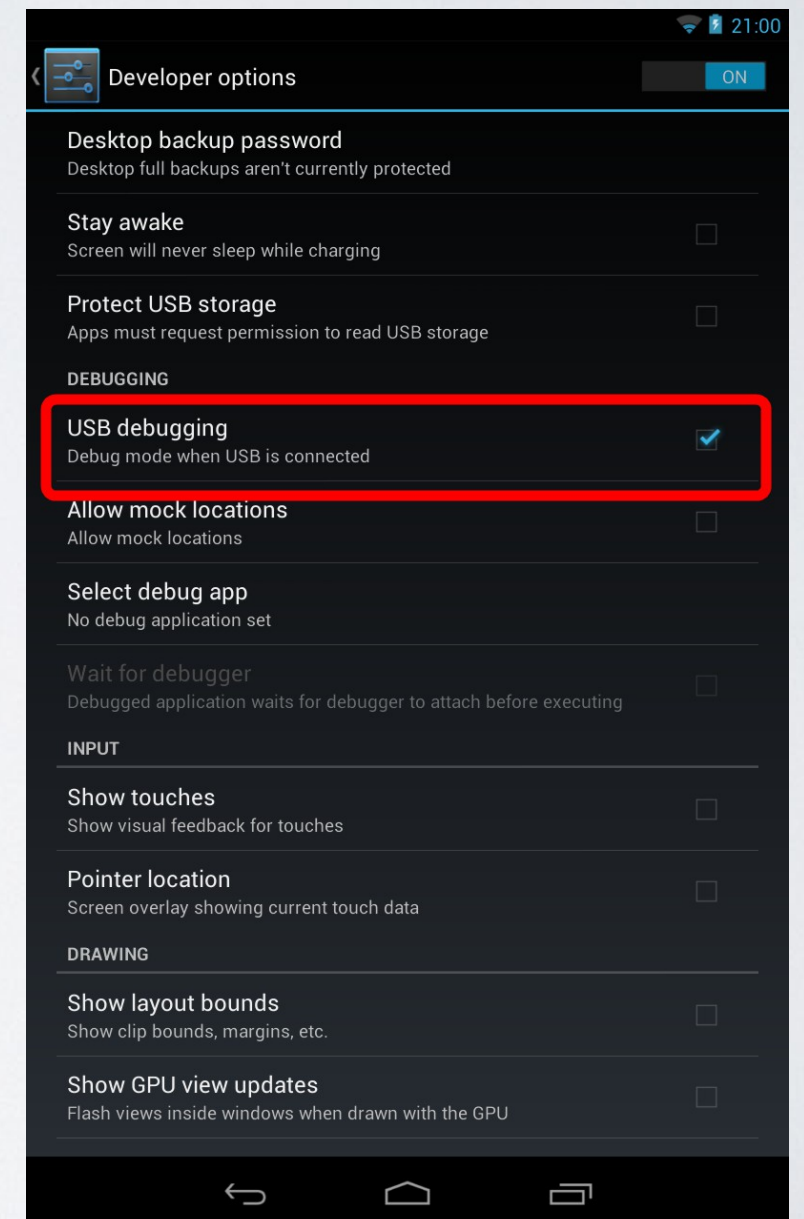 21:00
Developer options
ON
Desktop backup password
Desktop full backups aren't currently protected
Stay awake
Screen will never sleep while charging
Protect USB storage
Apps must request permission to read USB storage
DEBUGGING
USB debugging
Debug mode when USB is connected
Allow mock locations
Allow mock locations
Select debug app
No debug application set
Wait for debugger
Debugged application waits for debugger to attach before executing
INPUT
Show touches
Show visual feedback for touches
Pointer location
Screen overlay showing current touch data
DRAWING
Show layout bounds
Show clip bounds, margins, etc.
Show GPU view updates
Flash views inside windows when drawn with the GPU